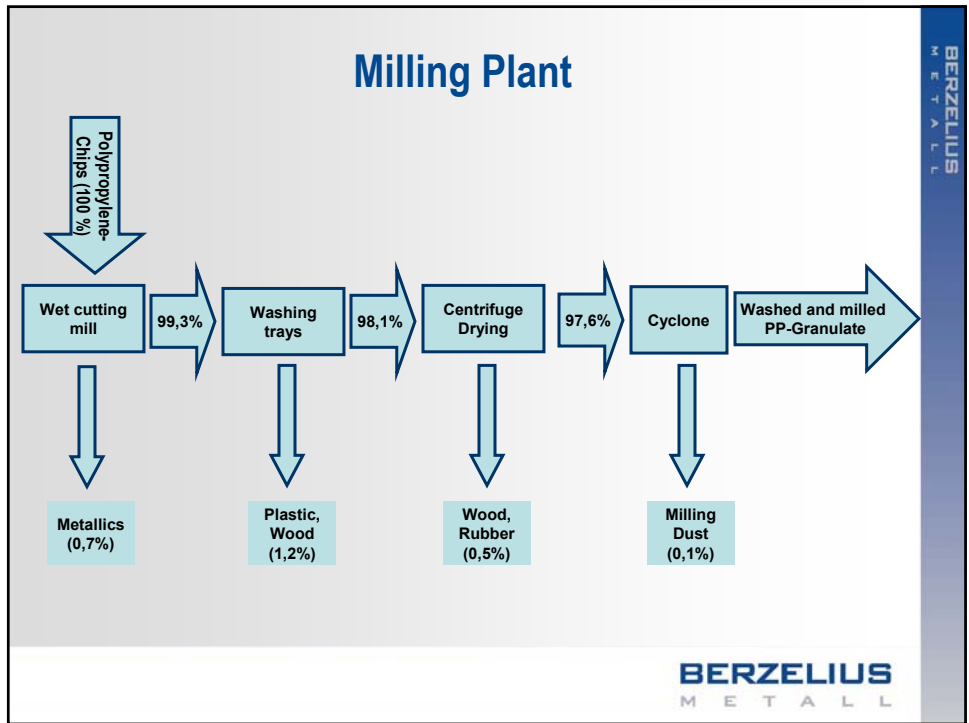 Milling Plant
BERZELIUS
METALL
Polypropylene-
Chips (100 %)
Wet cutting
mill
99,3%
Washing
trays
98,1%
Centrifuge
Drying
97,6%
Cyclone
Washed and milled
PP-Granulate
Metallics
(0,7%)
Plastic,
Wood
(1,2%)
Wood,
Rubber
(0,5%)
Milling
Dust
(0,1%)
BERZELIUS
METALL